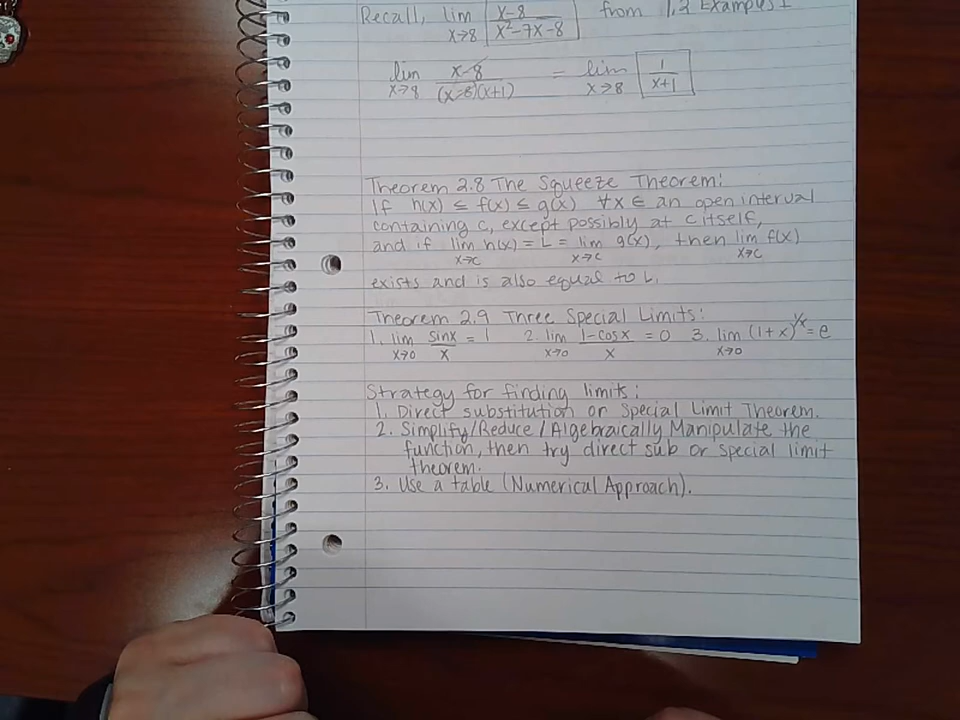 Recall, lim x→8 x-8/x²-7x-8 from 1.2 Example 1
lim x→8 x-8/(x-8)(x+1) = lim x→8 1/x+1
Theorem 2.8 The Squeeze Theorem:
If h(x) ≤ f(x) ≤ g(x) ∀x ∈ an open interval
containing c, except possibly at c itself,
and if lim x→c h(x) = L = lim x→c g(x), then lim x→c f(x)
exists and is also equal to L.
Theorem 2.9 Three Special Limits:
1. lim x→0 sinx/x = 1 2. lim x→0 1-cosx/x = 0 3. lim x→0 (1+x)^1/x = e
Strategy for finding limits:
1. Direct substitution or Special Limit Theorem.
2. Simplify/Reduce/Algebraically Manipulate the
function, then try direct sub or special limit
theorem.
3. Use a table (Numerical Approach).